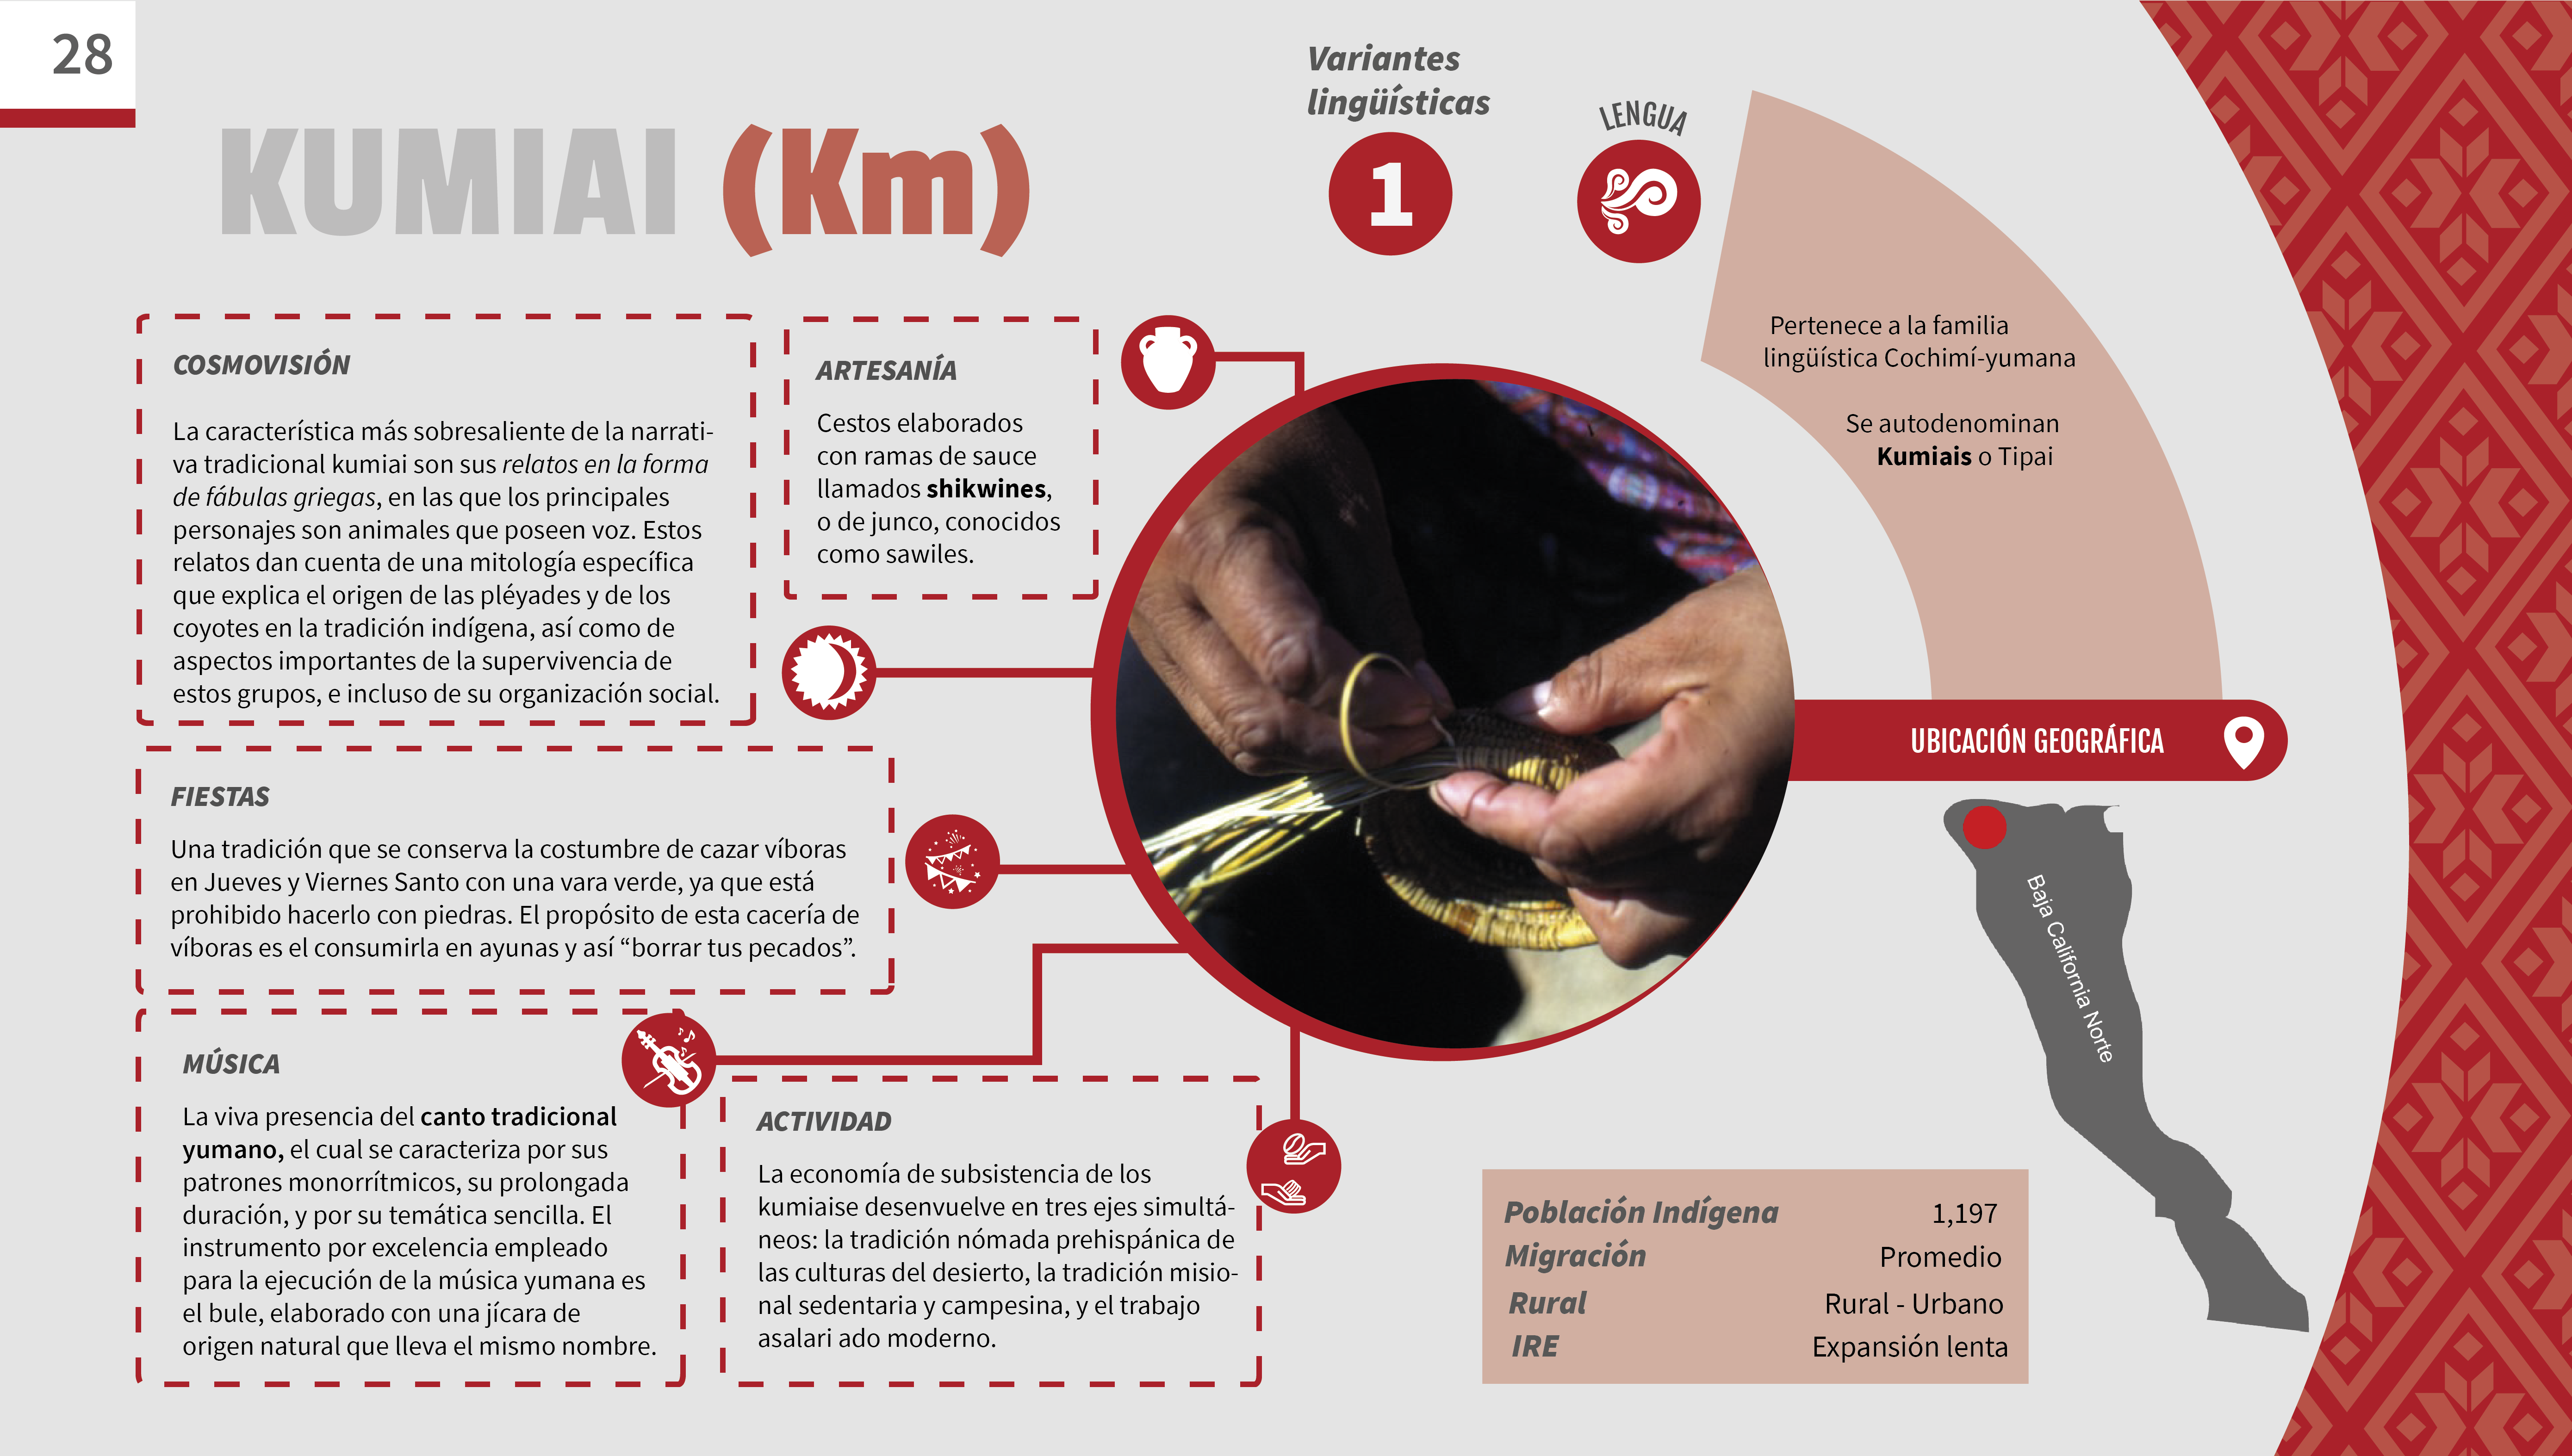 28
KUMIAI (Km)
Variantes
lingüísticas
1
LENGUA
Pertenece a la familia
lingüística Cochimí-yumana
Se autodenominan
Kumiais o Tipai
COSMOVISIÓN
La característica más sobresaliente de la narrati-
va tradicional kumiai son sus relatos en la forma
de fábulas griegas, en las que los principales
personajes son animales que poseen voz. Estos
relatos dan cuenta de una mitología específica
que explica el origen de las pléyades y de los
coyotes en la tradición indígena, así como de
aspectos importantes de la supervivencia de
estos grupos, e incluso de su organización social.
ARTESANÍA
Cestos elaborados
con ramas de sauce
llamados shikwines,
o de junco, conocidos
como sawiles.
UBICACIÓN GEOGRÁFICA
Baja California Norte
FIESTAS
Una tradición que se conserva la costumbre de cazar víboras
en Jueves y Viernes Santo con una vara verde, ya que está
prohibido hacerlo con piedras. El propósito de esta cacería de
víboras es el consumirla en ayunas y así “borrar tus pecados”.
MÚSICA
La viva presencia del canto tradicional
yumano, el cual se caracteriza por sus
patrones monorrítmicos, su prolongada
duración, y por su temática sencilla. El
instrumento por excelencia empleado
para la ejecución de la música yumana es
el bule, elaborado con una jícara de
origen natural que lleva el mismo nombre.
ACTIVIDAD
La economía de subsistencia de los
kumiaise desenvuelve en tres ejes simultá-
neos: la tradición nómada prehispánica de
las culturas del desierto, la tradición misio-
nal sedentaria y campesina, y el trabajo
asalari ado moderno.
Población Indígena 1,197
Migración Promedio
Rural Rural - Urbano
IRE Expansión lenta